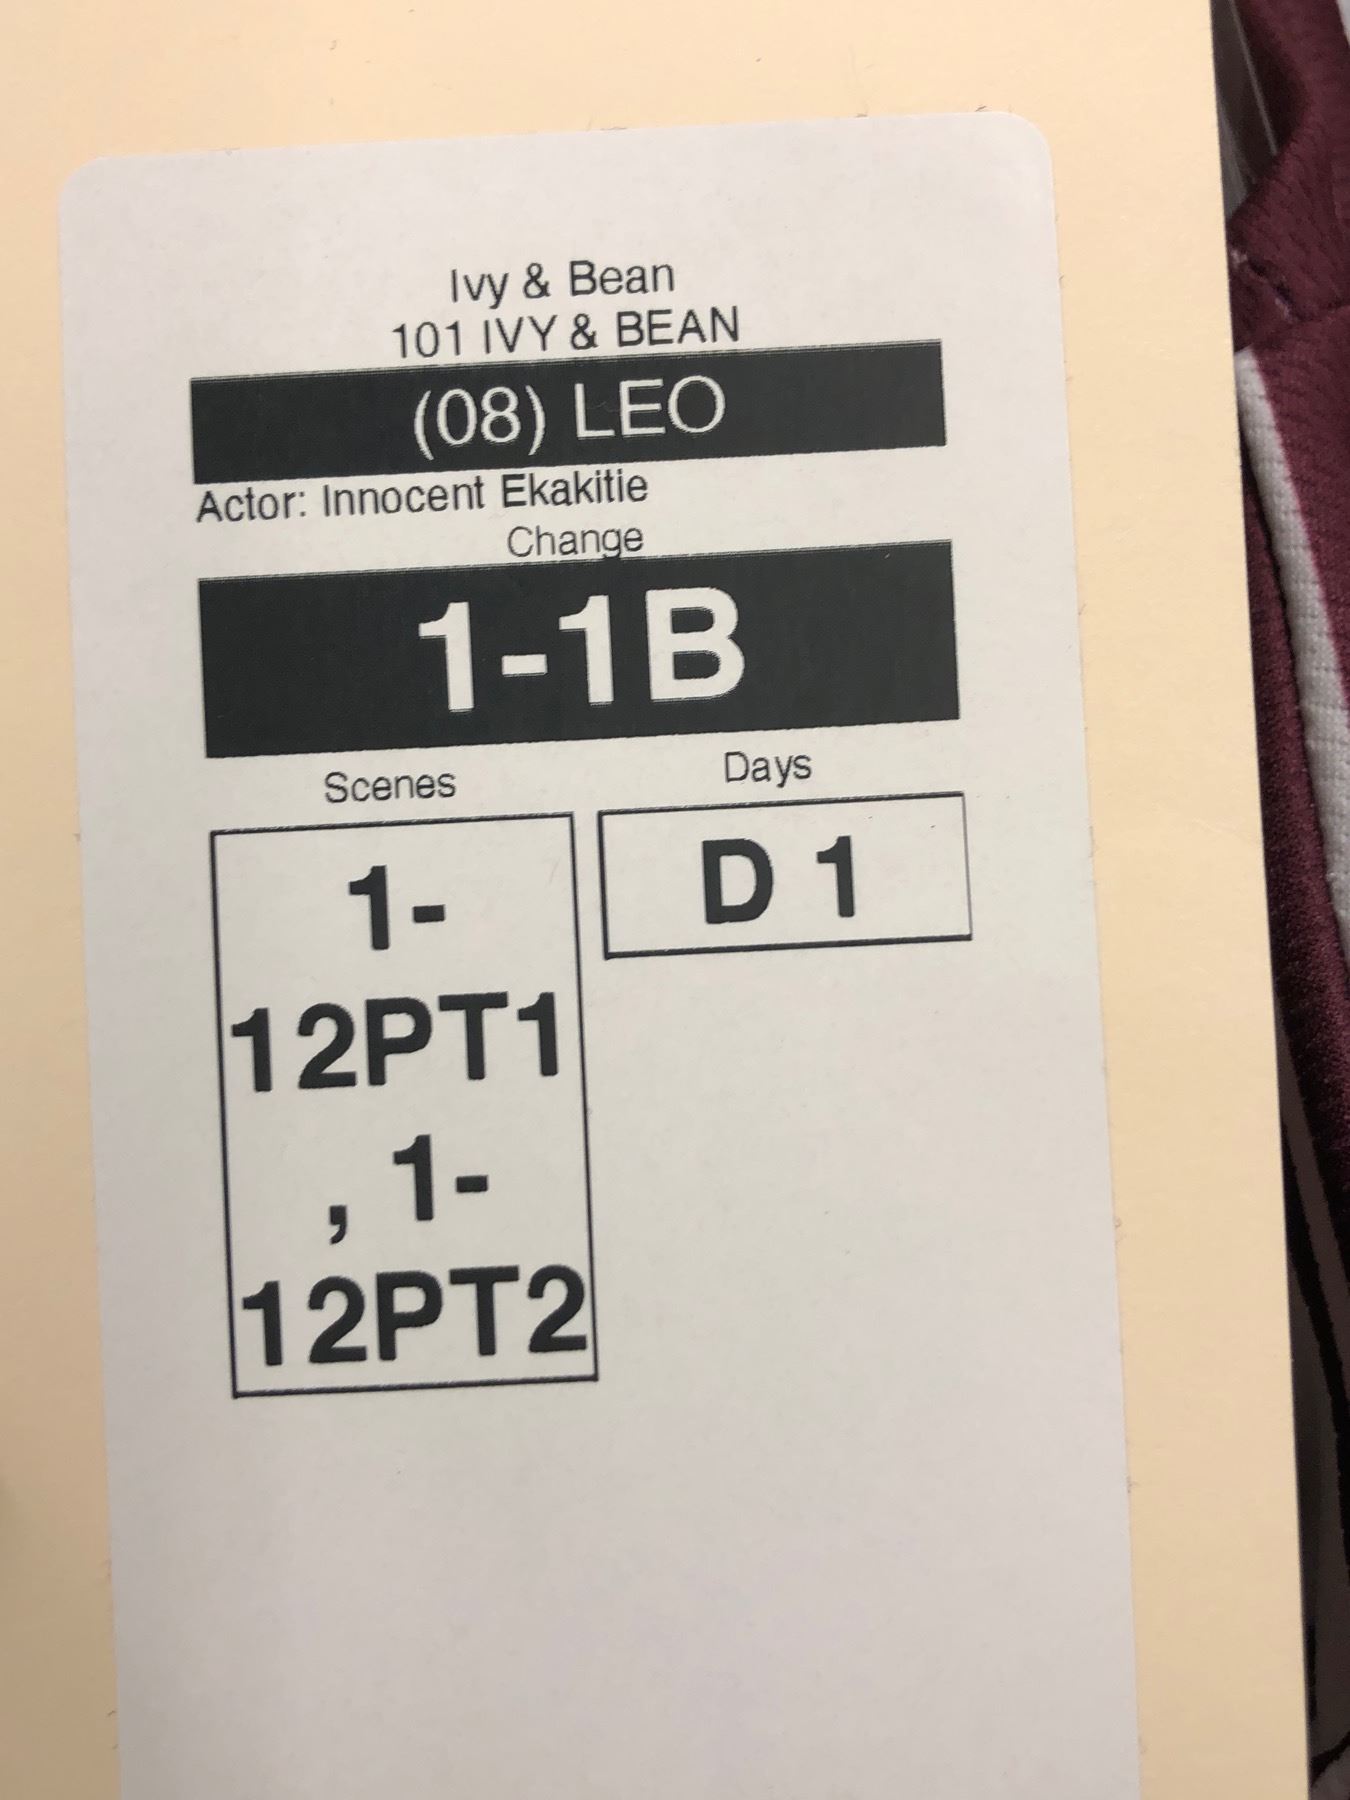 Ivy & Bean
101 IVY & BEAN
(08) LEO
Actor: Innocent Ekakitie
Change
1-1B
Scenes
Days
1-
12PT1
, 1-
12PT2
D 1